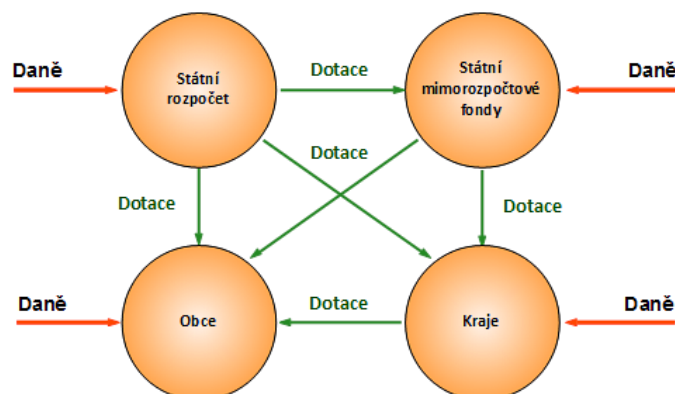 Daně
Státní
rozpočet
Dotace
Státní
mimorozpočtové
fondy
Daně
Dotace
Dotace
Dotace
Daně
Obce
Dotace
Kraje
Daně